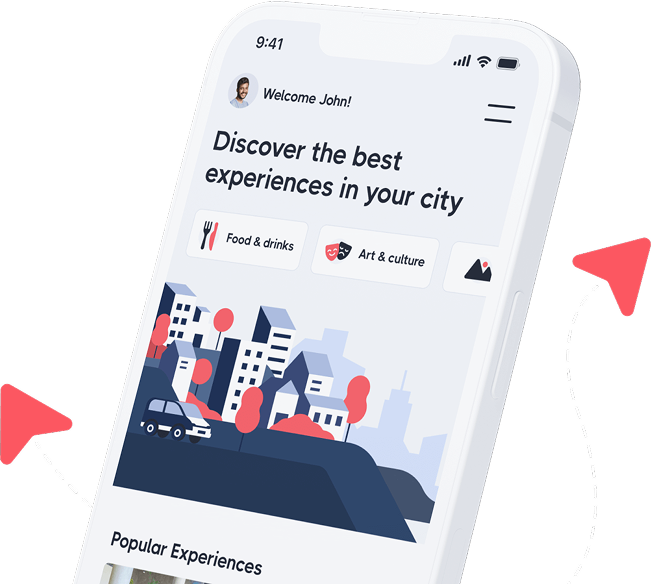 9:41
Welcome John!
Discover the best
experiences in your city
Food & drinks
Art & culture
Popular Experiences